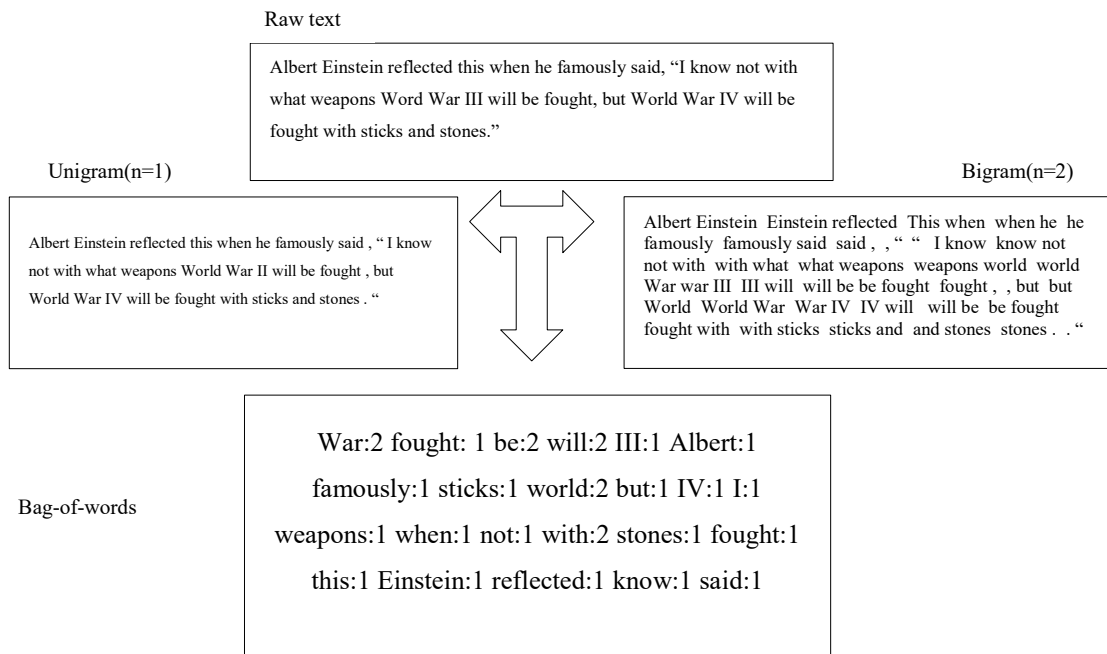 Raw text
Albert Einstein reflected this when he famously said, “I know not with
what weapons Word War III will be fought, but World War IV will be
fought with sticks and stones.”
Unigram(n=1)
Bigram(n=2)
Albert Einstein reflected this when he famously said , “ I know
not with what weapons World War II will be fought , but
World War IV will be fought with sticks and stones . “
Albert Einstein Einstein reflected This when when he he
famously famously said said , , “ “ I know know not
not with with what what weapons weapons world world
War war III III will will be be fought fought , , but but
World World War War IV IV will will be be fought
fought with with sticks sticks and and stones stones . . “
War:2 fought: 1 be:2 will:2 III:1 Albert:1
famously:1 sticks:1 world:2 but:1 IV:1 I:1
Bag-of-words
weapons:1 when:1 not:1 with:2 stones:1 fought:1
this:1 Einstein:1 reflected:1 know:1 said:1